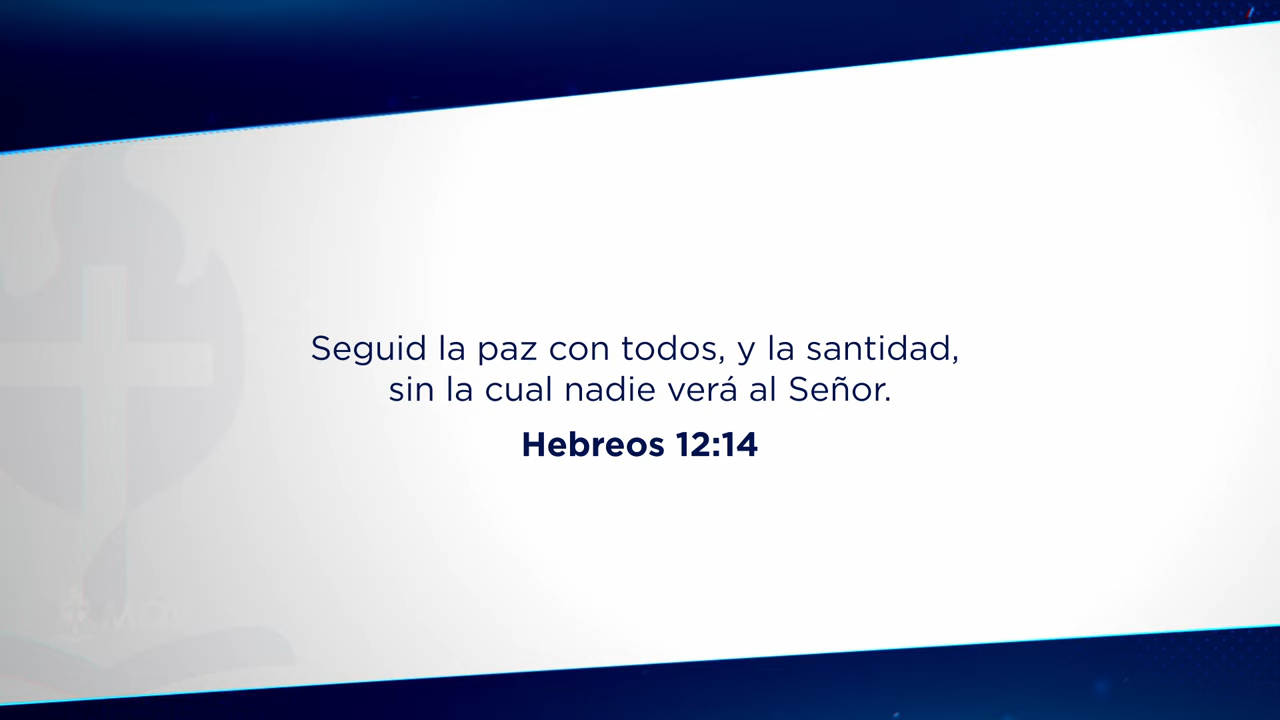 Seguid la paz con todos, y la santidad,
sin la cual nadie verá al Señor.
Hebreos 12:14